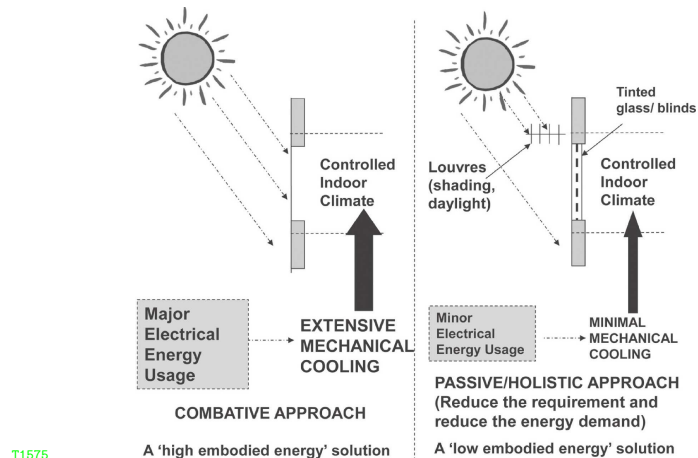 Controlled
Indoor
Climate
Major
Electrical
Energy
Usage
EXTENSIVE
MECHANICAL
COOLING
COMBATIVE APPROACH
A 'high embodied energy' solution
Tinted
glass/ blinds
Louvres
(shading,
daylight)
Controlled
Indoor
Climate
Minor
Electrical
Energy Usage
MINIMAL
MECHANICAL
COOLING
PASSIVE/HOLISTIC APPROACH
(Reduce the requirement and
reduce the energy demand)
A 'low embodied energy' solution
T1575